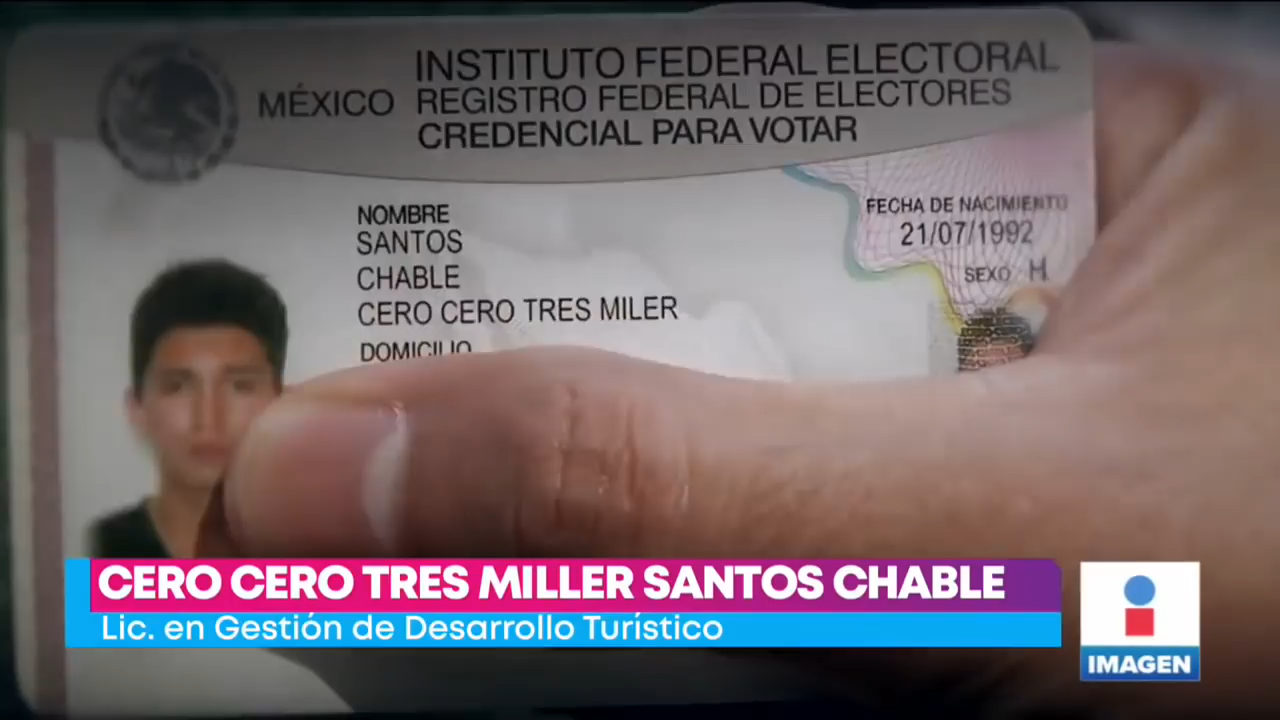 MÉXICO
INSTITUTO FEDERAL ELECTORAL
REGISTRO FEDERAL DE ELECTORES
CREDENCIAL PARA VOTAR
NOMBRE
SANTOS
CHABLE
CERO CERO TRES MILER
DOMICILIO
FECHA DE NACIMIENTO
21/07/1992
SEXO H
CERO CERO TRES MILLER SANTOS CHABLE
Lic. en Gestión de Desarrollo Turístico
IMAGEN